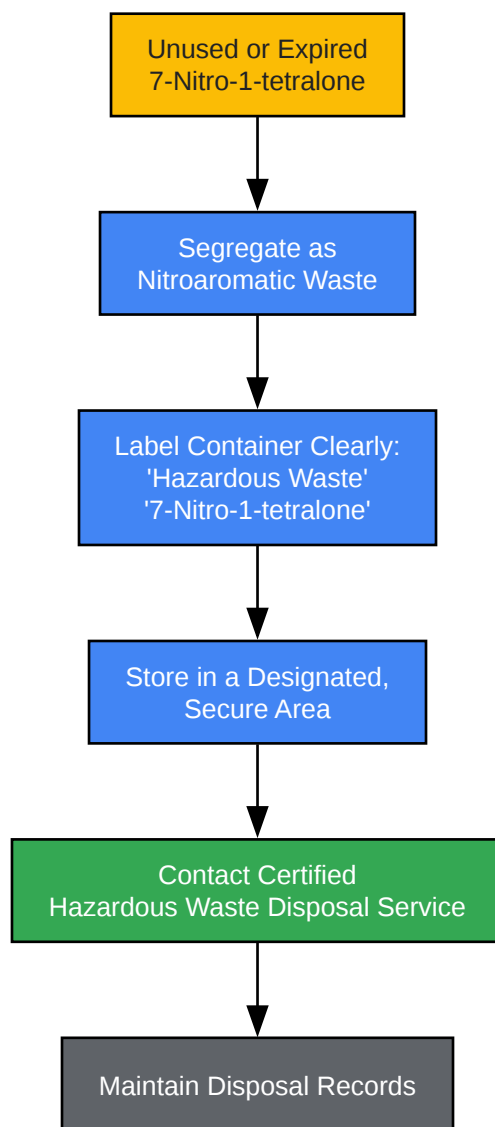 Unused or Expired
7-Nitro-1-tetralone
Segregate as
Nitroaromatic Waste
Label Container Clearly:
'Hazardous Waste'
'7-Nitro-1-tetralone'
Store in a Designated,
Secure Area
Contact Certified
Hazardous Waste Disposal Service
Maintain Disposal Records